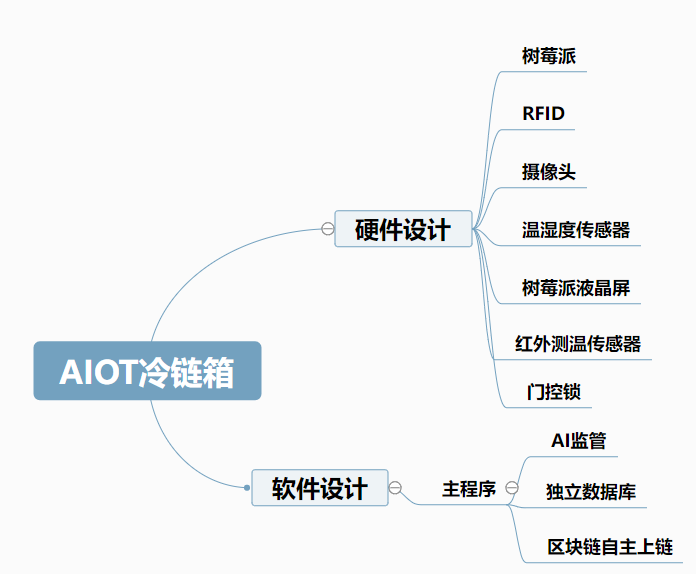 AIOT冷链箱
硬件设计
树莓派
RFID
摄像头
温湿度传感器
树莓派液晶屏
红外测温传感器
门控锁
软件设计
主程序
AI监管
独立数据库
区块链自主上链